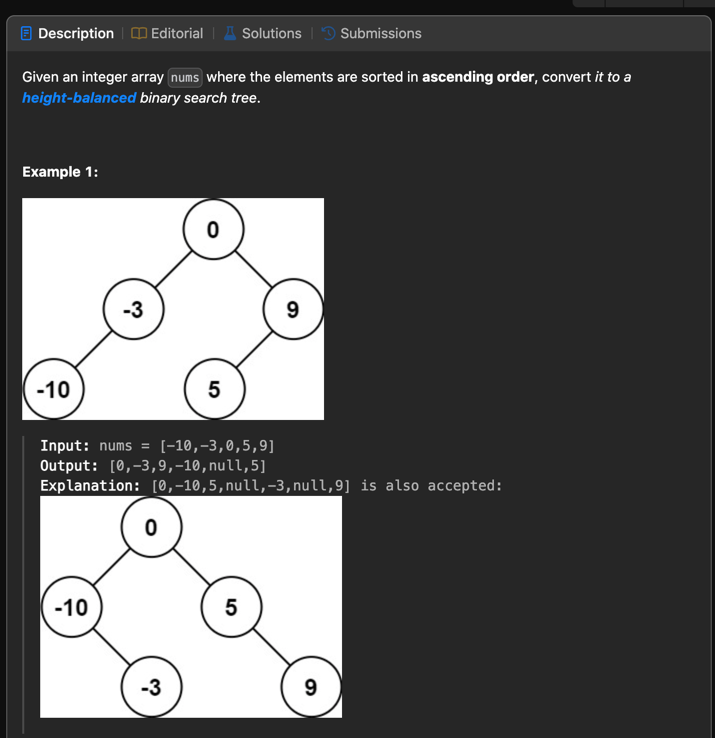 Description Editorial Solutions Submissions
Given an integer array nums where the elements are sorted in ascending order, convert it to a
height-balanced binary search tree.
Example 1:
0
-3 9
-10 5
Input: nums = [-10,-3,0,5,9]
Output: [0,-3,9,-10,null,5]
Explanation: [0,-10,5,null,-3,null,9] is also accepted:
0
-10 5
-3 9